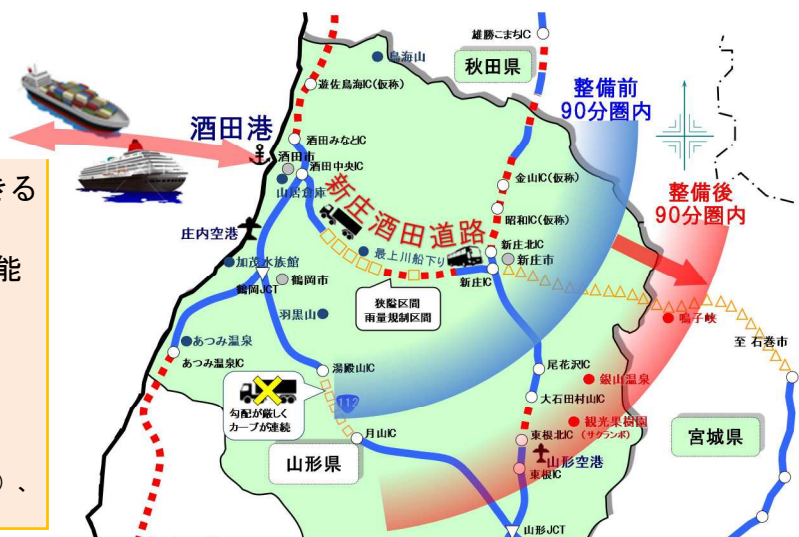 雄勝こまちIC
鳥海山
秋田県
遊佐鳥海IC(仮称)
整備前
90分圏内
酒田港
酒田みなとIC
酒田市
酒田中央IC
山居倉庫
きる
能
）、
新庄酒田道路
金山IC(仮称)
昭和IC(仮称)
整備後
90分圏内
庄内空港
最上川船下り
新庄北IC
新庄市
新庄IC
加茂水族館
鶴岡JCT
鶴岡市
狭隘区間
雨量規制区間
羽黒山
鳴子峡
至 石巻市
あつみ温泉
あつみ温泉IC
湯殿山IC
尾花沢IC
銀山温泉
大石田村山IC
勾配が厳しく
カーブが連続
112
観光果樹園
(サクランボ)
月山IC
東根北IC
山形県
山形空港
東根IC
宮城県
山形JCT